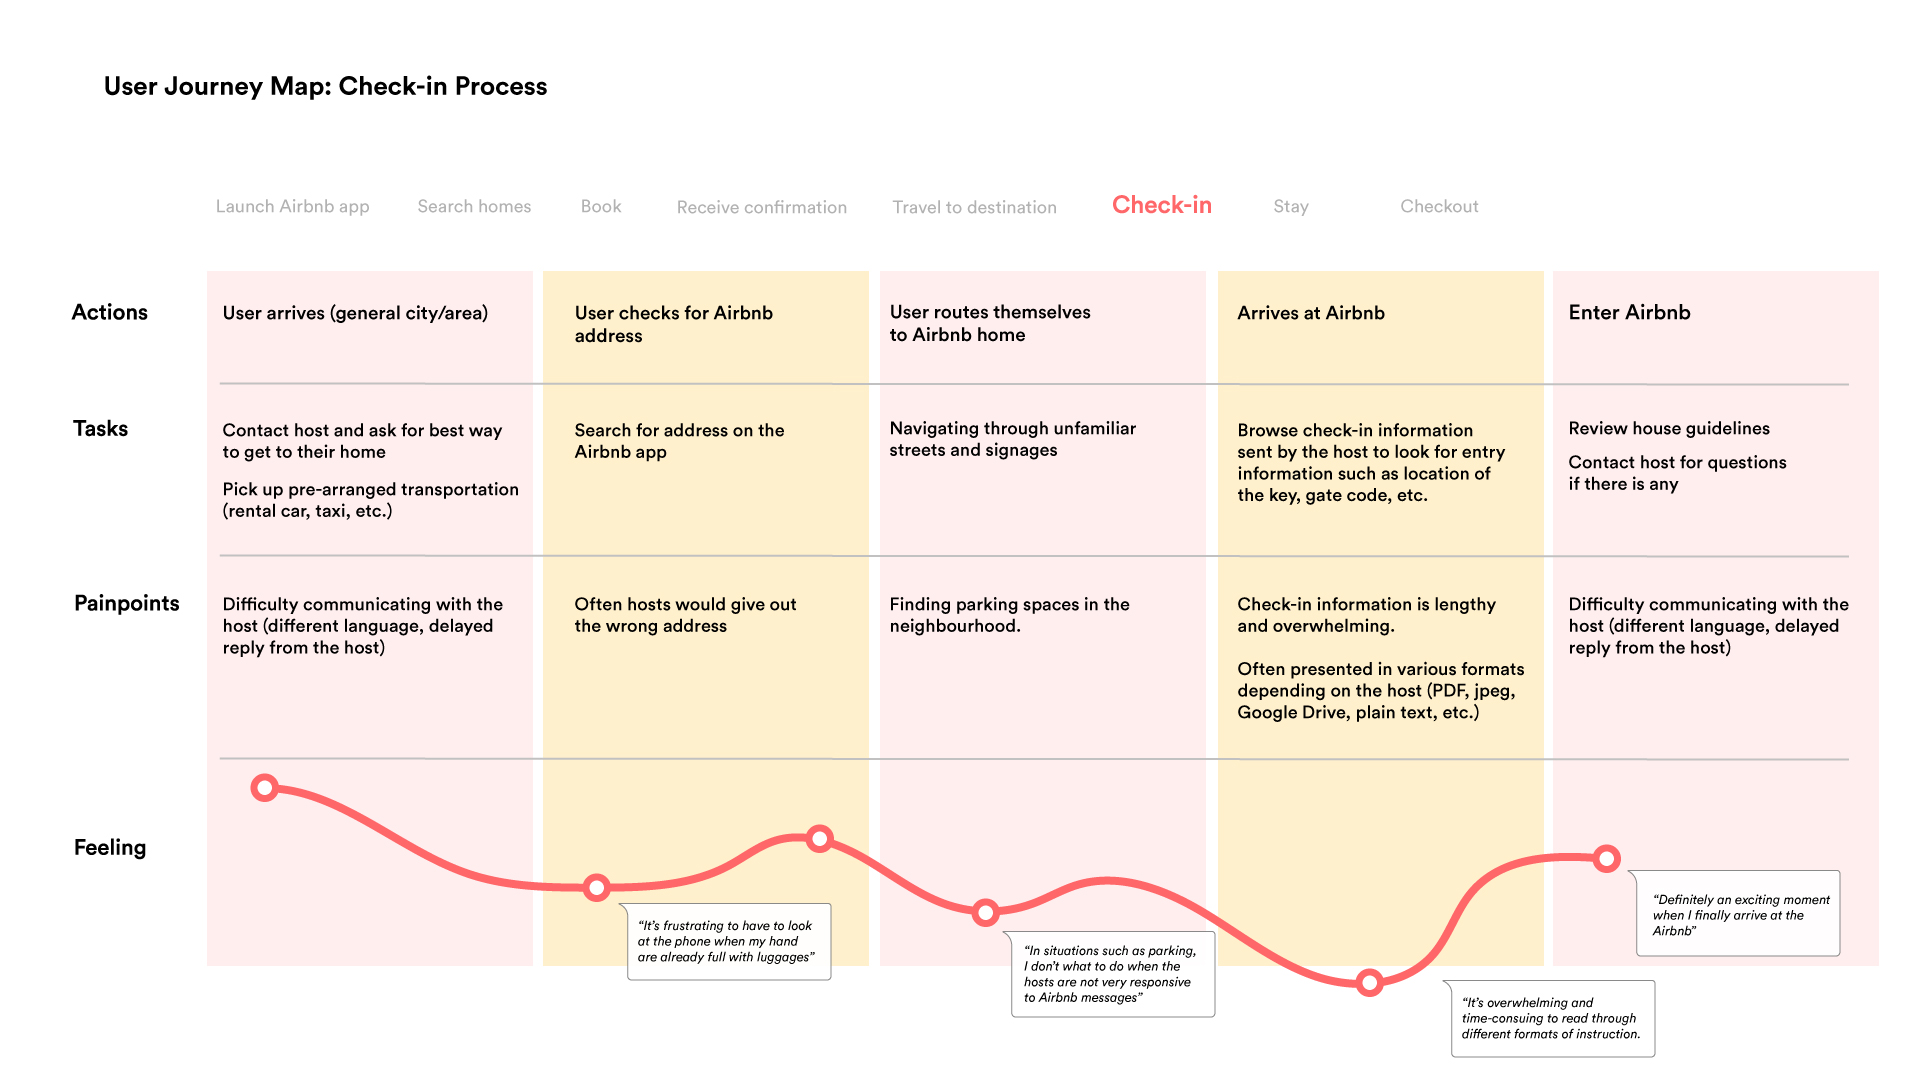 User Journey Map: Check-in Process
Launch Airbnb app
Search homes
Book
Receive confirmation
Travel to destination
Check-in
Stay
Checkout
Actions
User arrives (general city/area)
User checks for Airbnb
address
User routes themselves
to Airbnb home
Arrives at Airbnb
Enter Airbnb
Tasks
Contact host and ask for best way
to get to their home
Pick up pre-arranged transportation
(rental car, taxi, etc.)
Search for address on the
Airbnb app
Navigating through unfamiliar
streets and signages
Browse check-in information
sent by the host to look for entry
information such as location of
the key, gate code, etc.
Review house guidelines
Contact host for questions
if there is any
Painpoints
Difficulty communicating with the
host (different language, delayed
reply from the host)
Often hosts would give out
the wrong address
Finding parking spaces in the
neighbourhood.
Check-in information is lengthy
and overwhelming.
Often presented in various formats
depending on the host (PDF, jpeg,
Google Drive, plain text, etc.)
Difficulty communicating with the
host (different language, delayed
reply from the host)
Feeling
“It’s frustrating to have to look
at the phone when my hand
are already full with luggages”
“In situations such as parking,
I don’t what to do when the
hosts are not very responsive
to Airbnb messages”
“It’s overwhelming and
time-consuing to read through
different formats of instruction.
“Definitely an exciting moment
when I finally arrive at the
Airbnb”